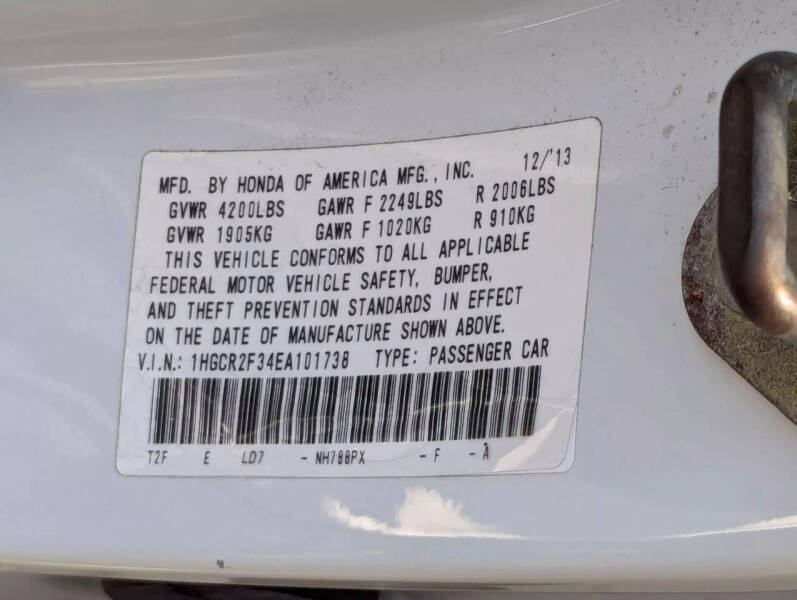 MFD. BY HONDA OF AMERICA MFG., INC. 12/'13
GVWR 4200LBS GAWR F 2249LBS R 2006LBS
GVWR 1905KG GAWR F 1020KG R 910KG
THIS VEHICLE CONFORMS TO ALL APPLICABLE
FEDERAL MOTOR VEHICLE SAFETY, BUMPER,
AND THEFT PREVENTION STANDARDS IN EFFECT
ON THE DATE OF MANUFACTURE SHOWN ABOVE.
V.I.N.: 1HGCR2F34EA101738 TYPE: PASSENGER CAR
T2F E LD7 - NH788PX - F - A